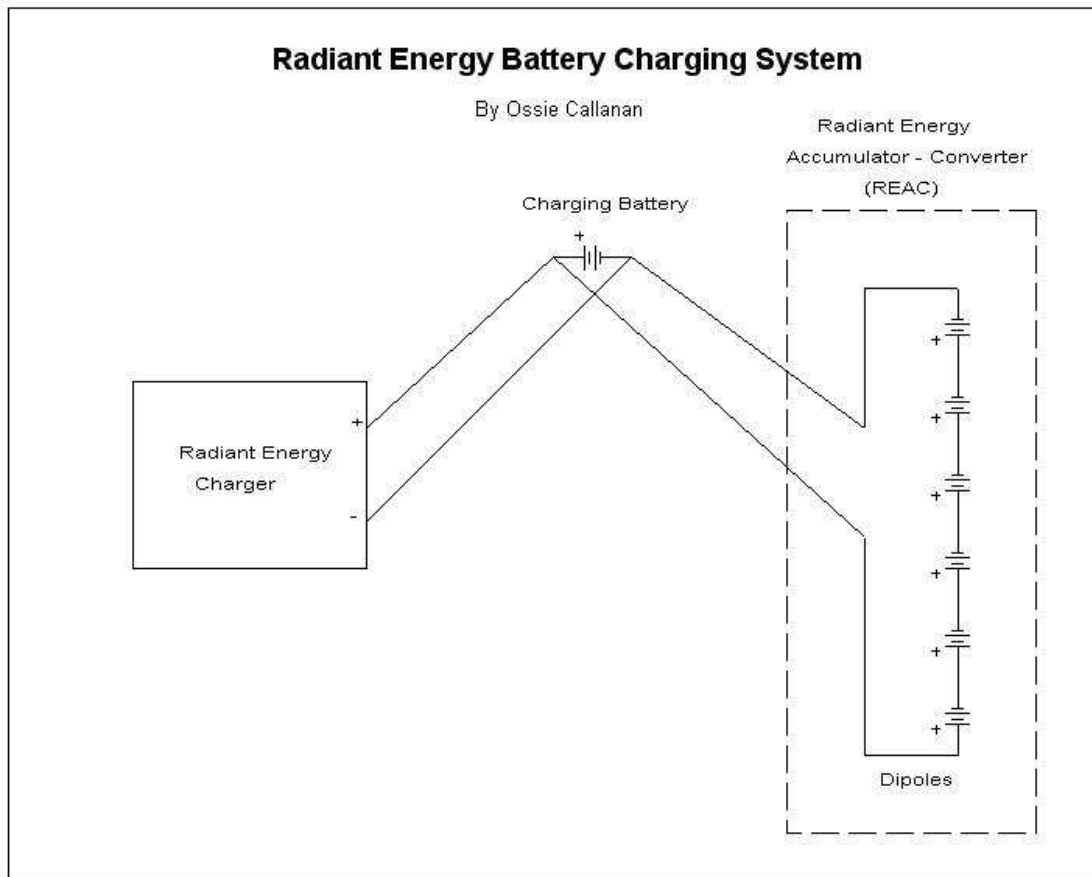 Radiant Energy Battery Charging System
By Ossie Callanan
Radiant Energy
Accumulator - Converter
(REAC)
Charging Battery
+
+
-
Radiant Energy
Charger
+
+
+
+
+
+
Dipoles